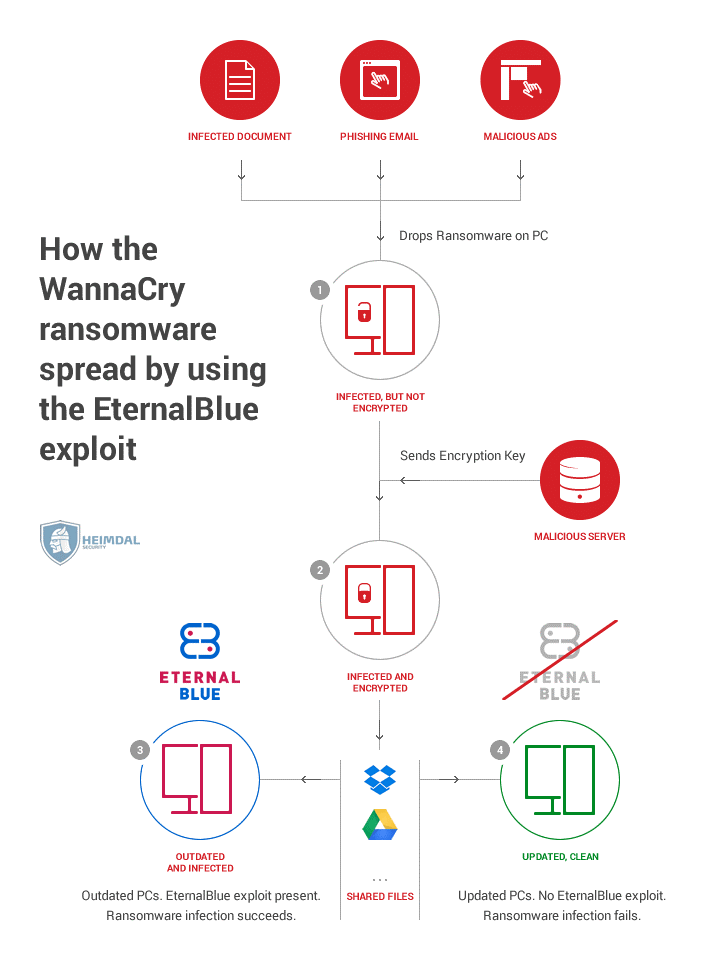 INFECTED DOCUMENT
PHISHING EMAIL
MALICIOUS ADS
Drops Ransomware on PC
How the
WannaCry
ransomware
spread by using
the EternalBlue
exploit
1
INFECTED, BUT NOT
ENCRYPTED
Sends Encryption Key
MALICIOUS SERVER
HEIMDAL
SECURITY
2
INFECTED AND
ENCRYPTED
ETERNAL
BLUE
ETERNAL
BLUE
3
4
OUTDATED
AND INFECTED
UPDATED, CLEAN
...
SHARED FILES
Outdated PCs. EternalBlue exploit present.
Ransomware infection succeeds.
Updated PCs. No EternalBlue exploit.
Ransomware infection fails.